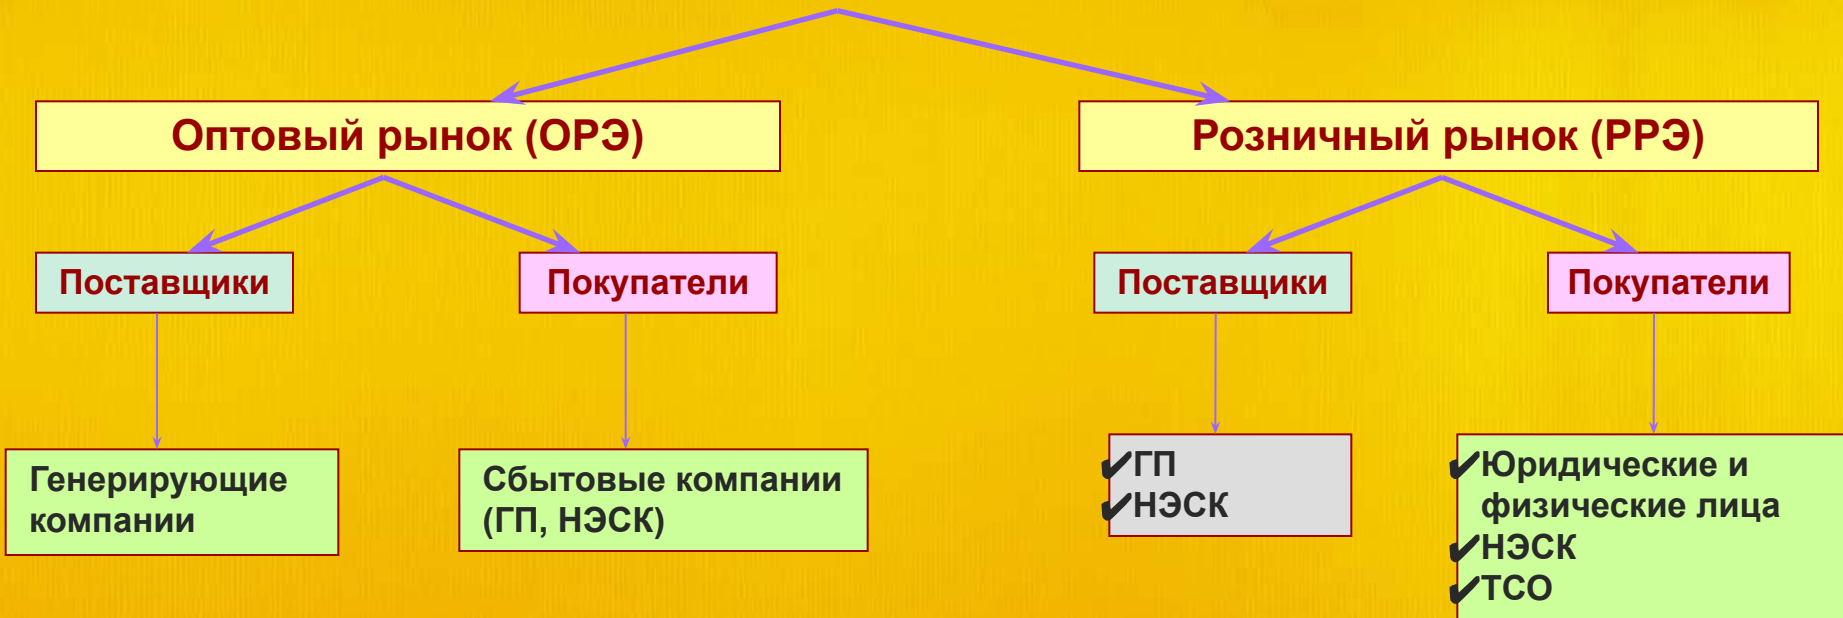 Оптовый рынок (ОРЭ)
Розничный рынок (РРЭ)
Поставщики
Покупатели
Поставщики
Покупатели
Генерирующие
компании
Сбытовые компании
(ГП, НЭСК)
✔ГП
✔НЭСК
✔Юридические и
физические лица
✔НЭСК
✔ТСО